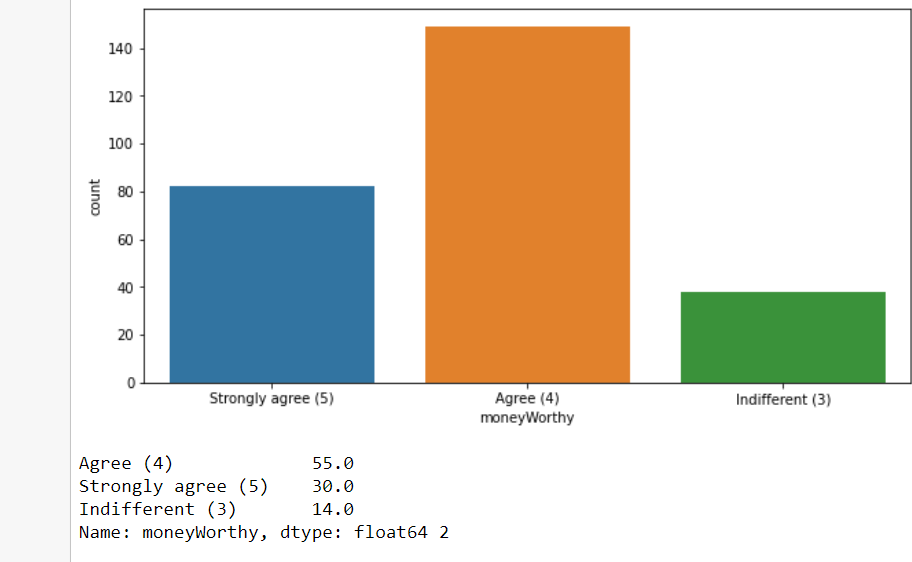 140
120
100
80
60
40
20
0
count
Strongly agree (5) Agree (4) Indifferent (3)
moneyWorthy
Agree (4) 55.0
Strongly agree (5) 30.0
Indifferent (3) 14.0
Name: moneyWorthy, dtype: float64 2